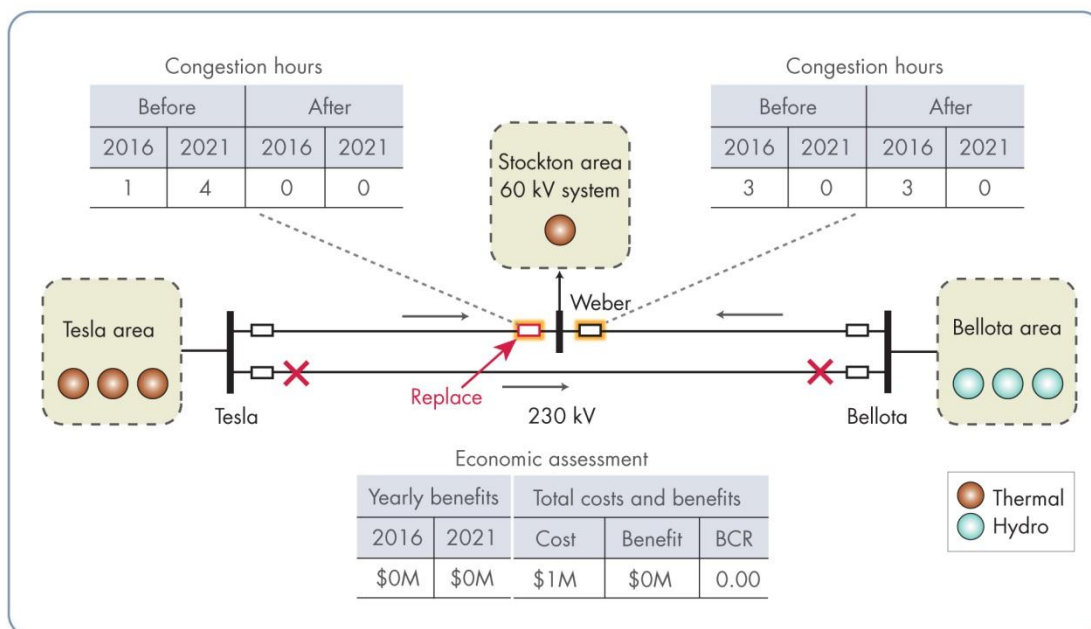 Congestion hours
Before After
2016 2021 2016 2021
1 4 0 0
Congestion hours
Before After
2016 2021 2016 2021
3 0 3 0
Stockton area
60 kV system
Weber
Tesla area
Bellota area
Replace
Tesla
230 kV
Bellota
Economic assessment
Yearly benefits Total costs and benefits
2016 2021 Cost Benefit BCR
$0M $0M $1M $0M 0.00
Thermal
Hydro